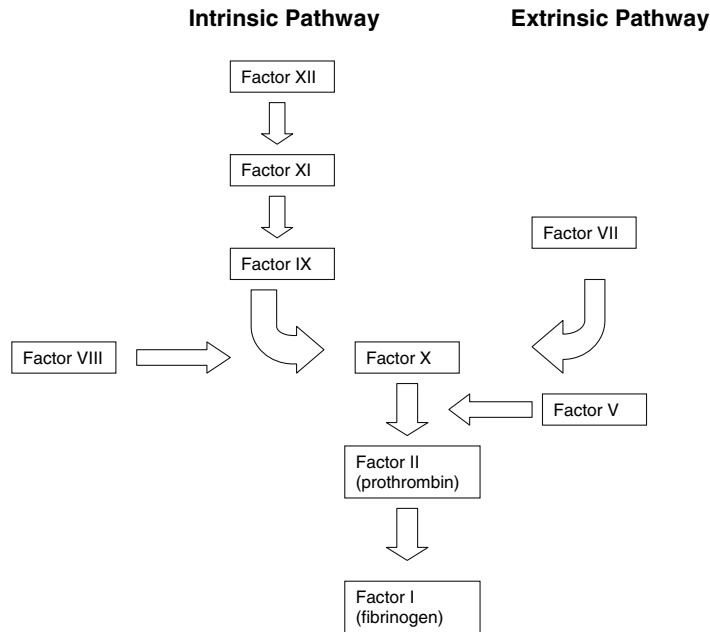 Intrinsic Pathway
Extrinsic Pathway
Factor XII
Factor XI
Factor VII
Factor IX
Factor VIII
Factor X
Factor V
Factor II
(prothrombin)
Factor I
(fibrinogen)